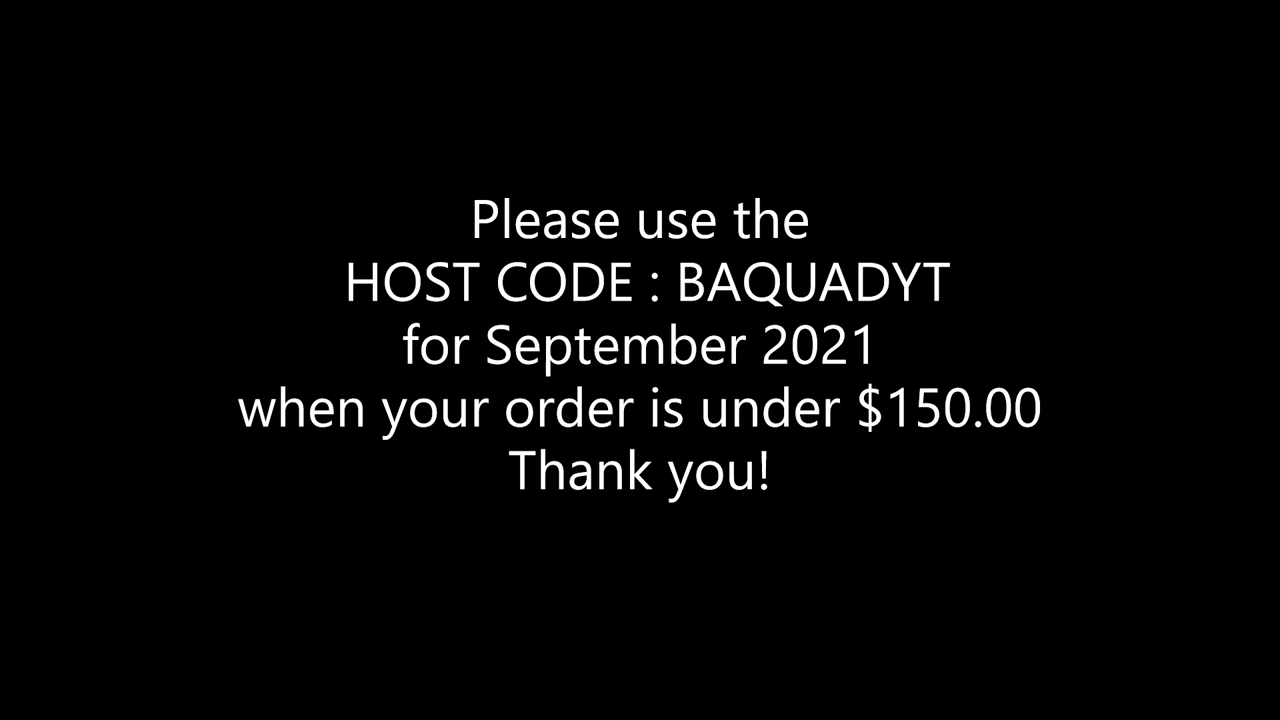 Please use the
HOST CODE : BAQUADYT
for September 2021
when your order is under $150.00
Thank you!